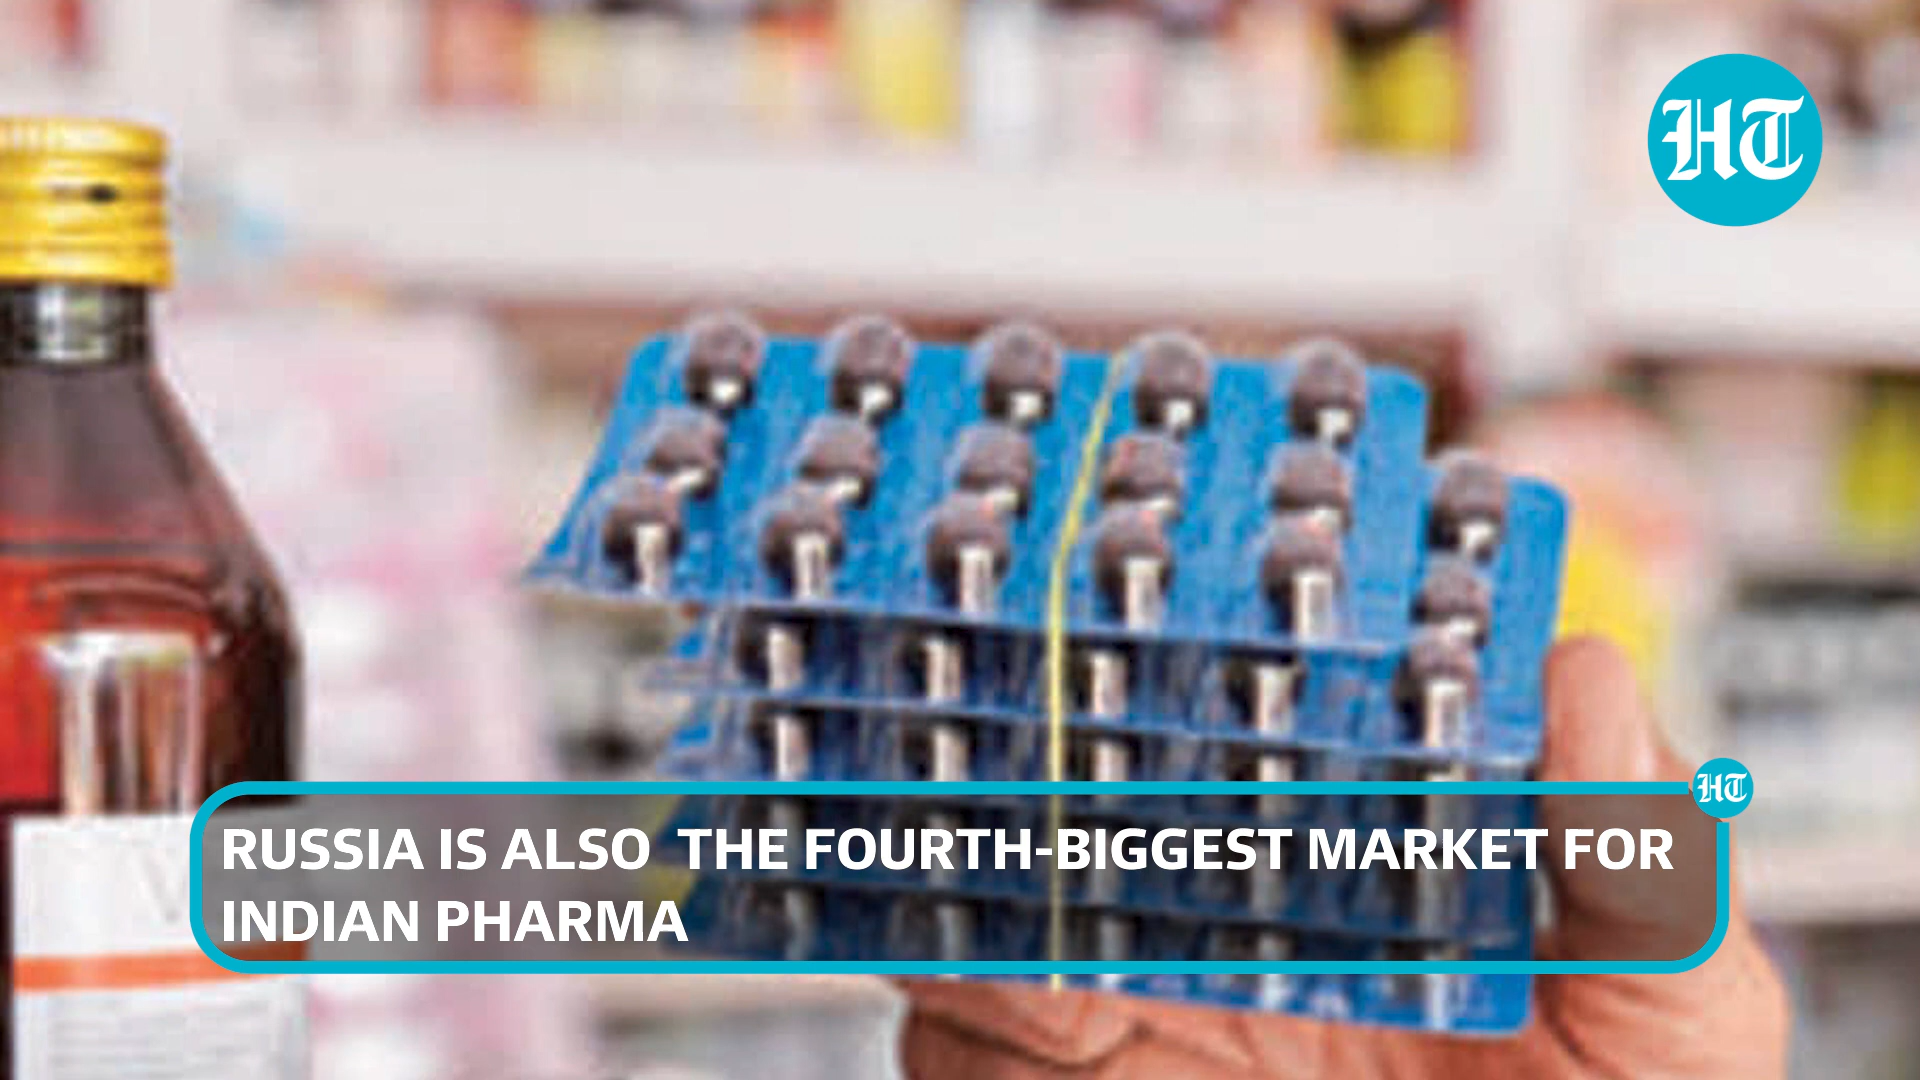 HT
HT
RUSSIA IS ALSO THE FOURTH-BIGGEST MARKET FOR
INDIAN PHARMA